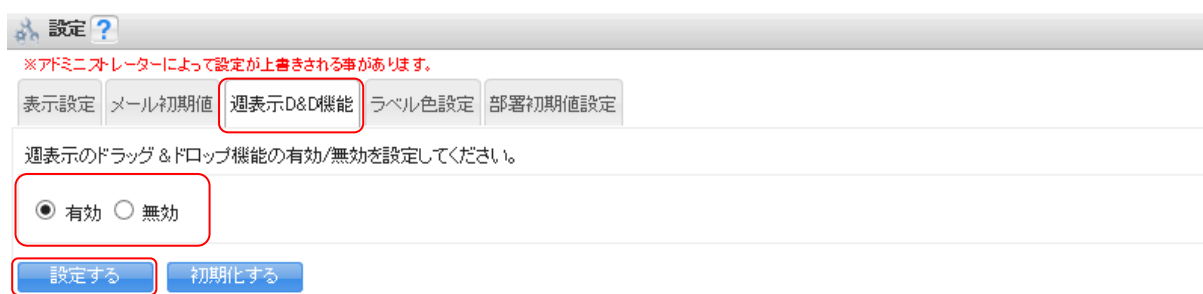 設定 ?
※アドミニストレーターによって設定が上書きされる事があります。
表示設定 メール初期値 週表示D&D機能 ラベル色設定 部署初期値設定
週表示のドラッグ&ドロップ機能の有効/無効を設定してください。
有効 無効
設定する 初期化する